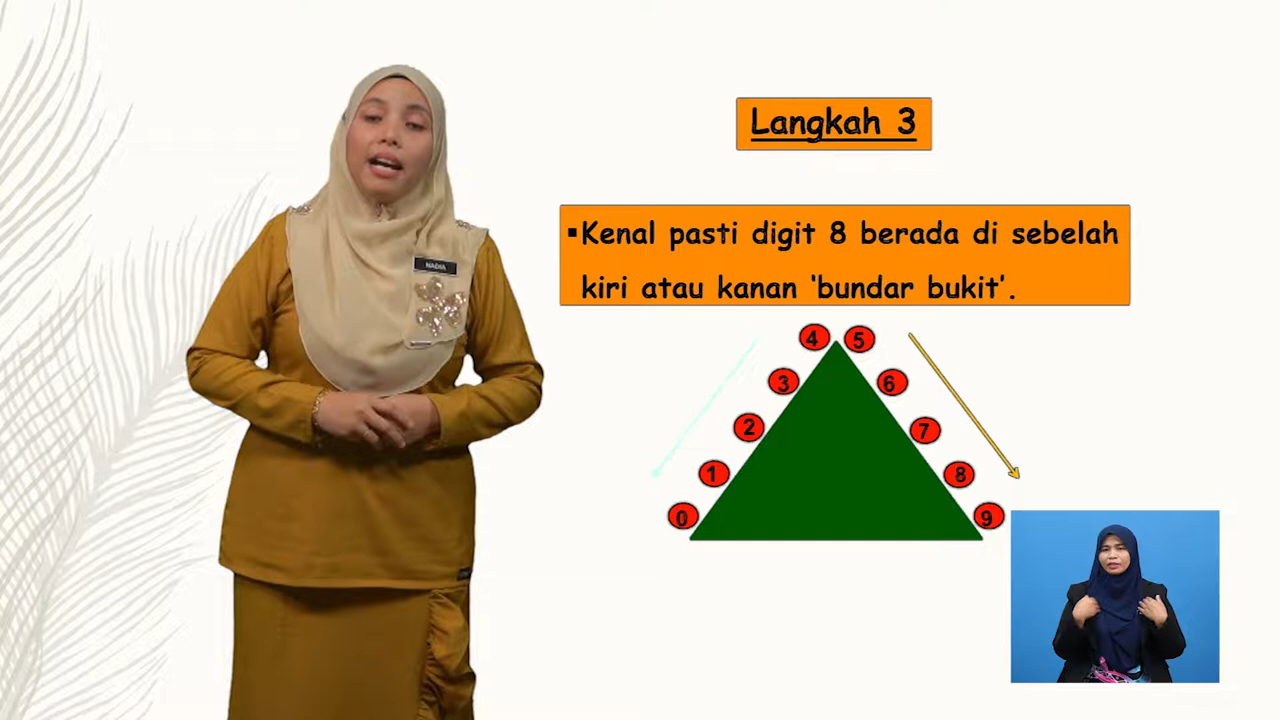 Langkah 3
▪Kenal pasti digit 8 berada di sebelah
kiri atau kanan ‘bundar bukit’.
4 5
3 6
2 7
1 8
0 9
NADIA